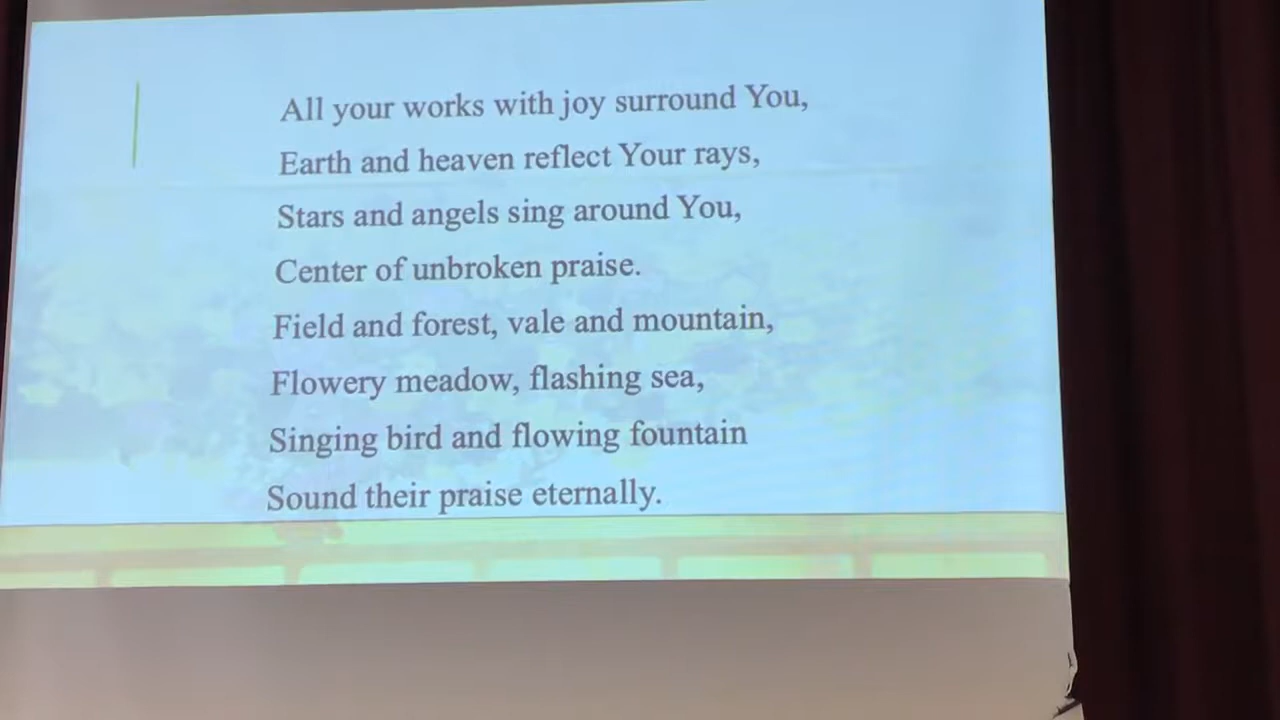 All your works with joy surround You,
Earth and heaven reflect Your rays,
Stars and angels sing around You,
Center of unbroken praise.
Field and forest, vale and mountain,
Flowery meadow, flashing sea,
Singing bird and flowing fountain
Sound their praise eternally.